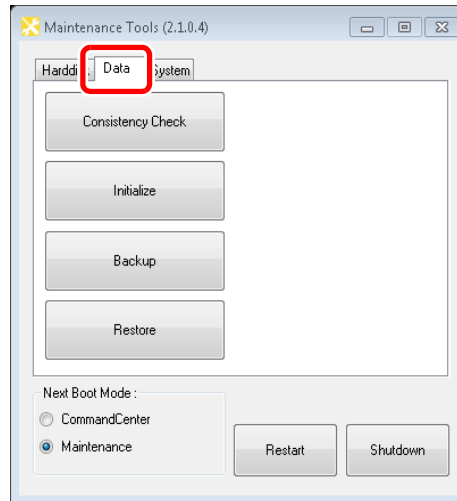 Maintenance Tools (2.1.0.4)
Data
Consistency Check
Initialize
Backup
Restore
Next Boot Mode :
CommandCenter
Maintenance
Restart
Shutdown